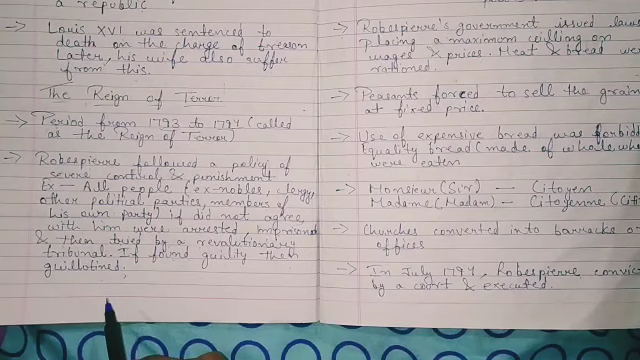 a republic
→ Louis XVI was sentenced to
death on the charge of treason
Later, his wife also suffer
from this.
The Reign of Terror
→ Period from 1793 to 1794 (called
as the Reign of Terror)
→ Robespierre followed a policy of
severe control & punishment
Ex — All people (ex-nobles, clergy,
other political parties, members of
his own party) if did not agree,
with him were arrested imprisoned
& then tried by a revolutionary
tribunal. If found guilty then
guillotined.
→ Robespierre's government issued laws
placing a maximum ceilling on
wages & prices. Meat & bread wer
rationed.
→ Peasants forced to sell the grain
at fixed price.
→ Use of expensive bread was forbidd
Equality bread (made of whole whe
were eaten
→ Monsieur (Sir) — Citoyen
Madame (Madam) — Citoyenne (Citi
→ Churches converted into barracks o
offices
→ In July 1794, Robespierre convic
by a court & executed.